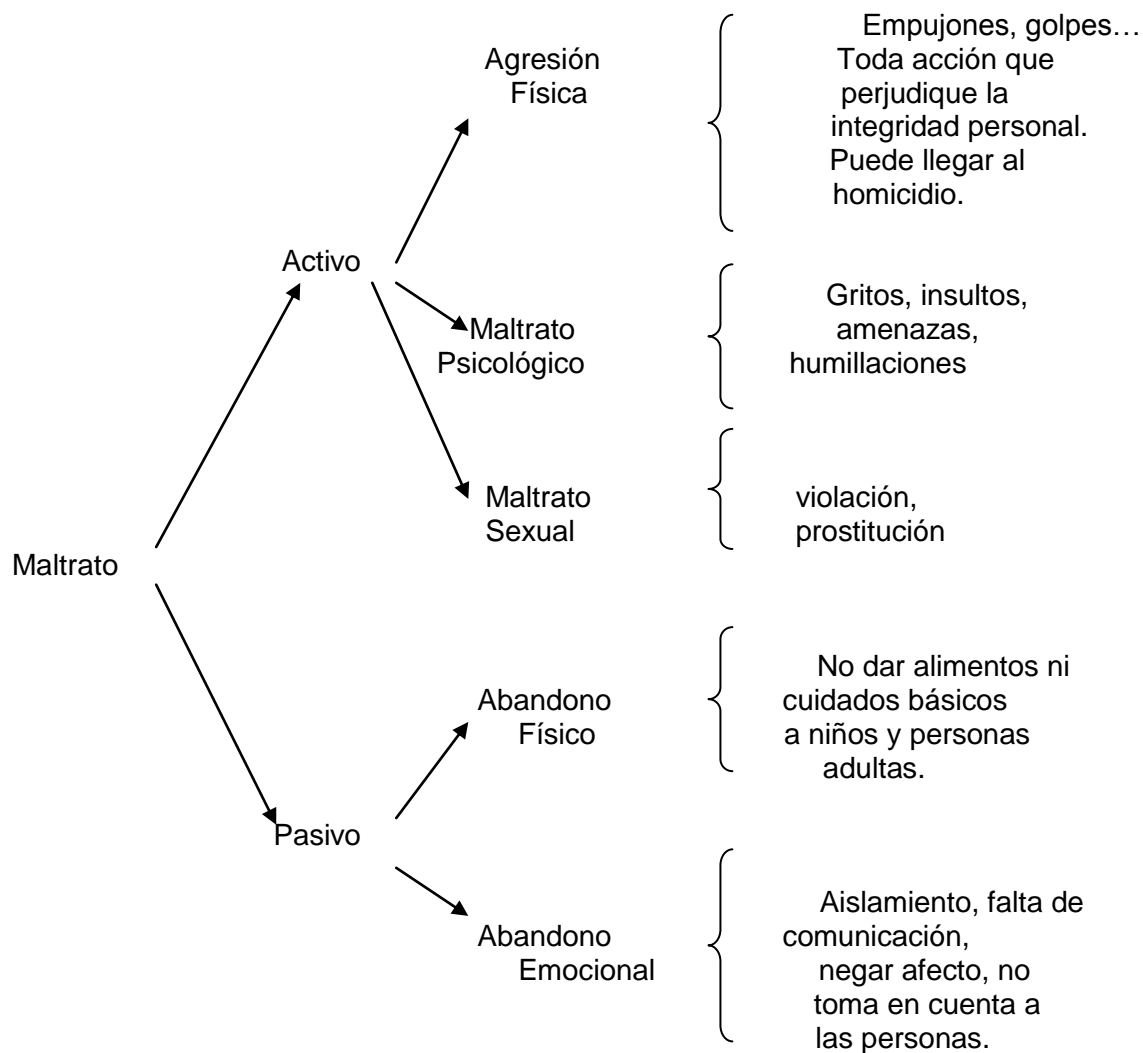 Empujones, golpes…
Agresión
Toda acción que
Física
perjudique la
integridad personal.
Puede llegar al
homicidio.
Activo
Gritos, insultos,
Maltrato
amenazas,
Psicológico
humillaciones
Maltrato
violación,
Sexual
prostitución
Maltrato
No dar alimentos ni
Abandono
cuidados básicos
Físico
a niños y personas
adultas.
Pasivo
Aislamiento, falta de
Abandono
comunicación,
Emocional
negar afecto, no
toma en cuenta a
las personas.